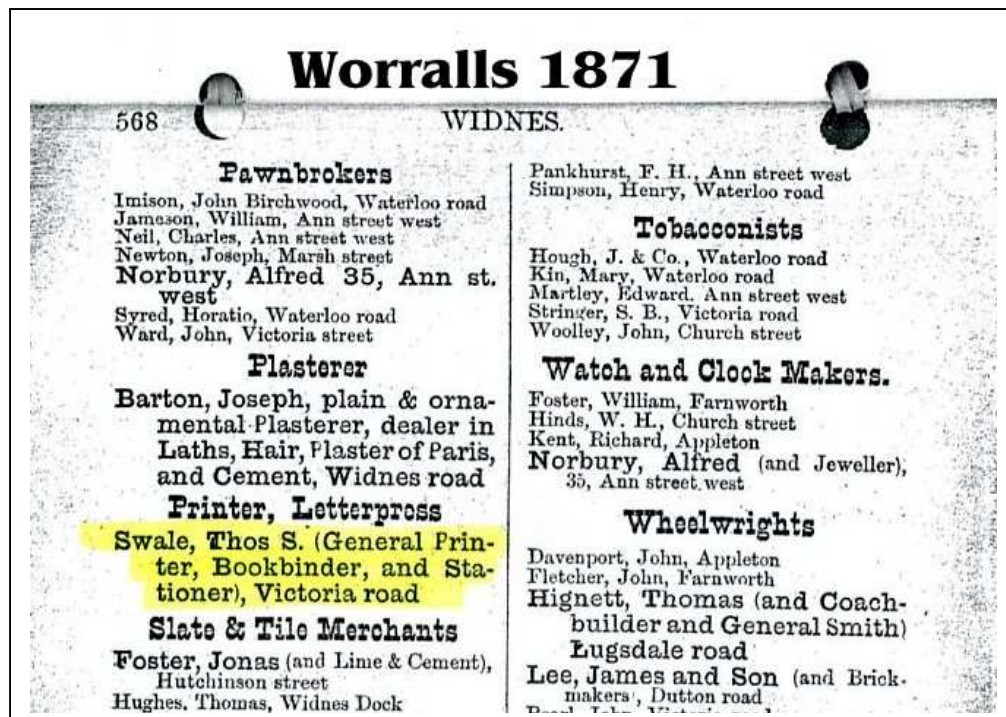 Worralls 1871
568
WIDNES.
Pawnbrokers
Imison, John Birchwood, Waterloo road
Jameson, William, Ann street west
Neil, Charles, Ann street west
Newton, Joseph, Marsh street
Norbury, Alfred 35, Ann st.
west
Syred, Horatio, Waterloo road
Ward, John, Victoria street
Plasterer
Barton, Joseph, plain & orna-
mental Plasterer, dealer in
Laths, Hair, Plaster of Paris,
and Cement, Widnes road
Printer, Letterpress
Swale, Thos S. (General Prin-
ter, Bookbinder, and Sta-
tioner), Victoria road
Slate & Tile Merchants
Foster, Jonas (and Lime & Cement),
Hutchinson street
Hughes, Thomas, Widnes Dock
Pankhurst, F. H., Ann street west
Simpson, Henry, Waterloo road
Tobacconists
Hough, J. & Co., Waterloo road
Kin, Mary, Waterloo road
Martley, Edward. Ann street west
Stringer, S. B., Victoria road
Woolley, John, Church street
Watch and Clock Makers.
Foster, William, Farnworth
Hinds, W. H., Church street
Kent, Richard, Appleton
Norbury, Alfred (and Jeweller),
35, Ann street west
Wheelwrights
Davenport, John, Appleton
Fletcher, John, Farnworth
Hignett, Thomas (and Coach-
builder and General Smith)
Lugsdale road
Lee, James and Son (and Brick-
makers), Dutton road